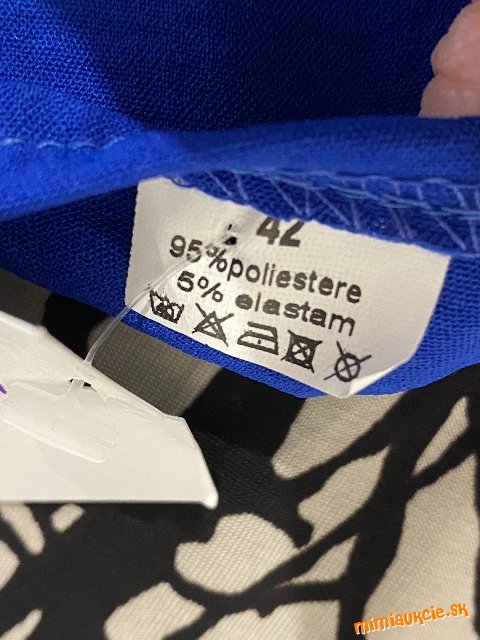 42
95%poliestere
5% elastam
mimiaukcie.sk